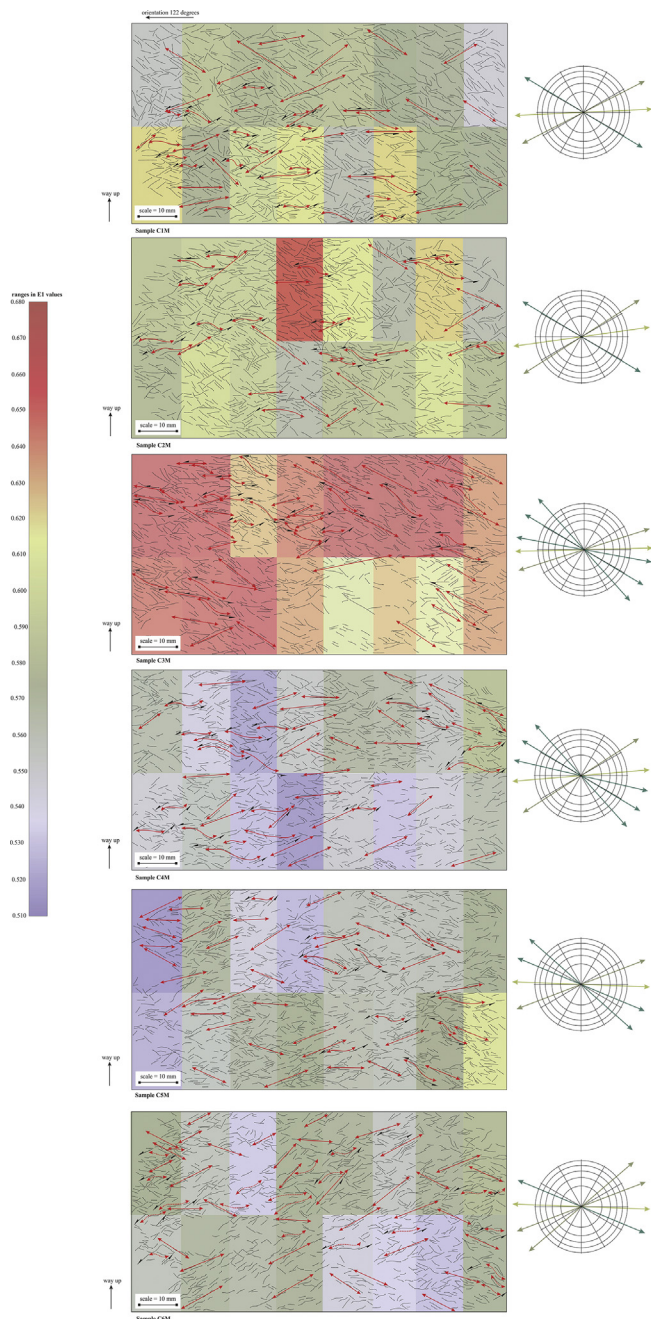 orientation 122 degrees
way up
scale = 10 mm
Sample C1M
ranges in E1 values
0.680
0.670
0.660
0.650
0.640
0.630
0.620
0.610
0.600
0.590
0.580
0.570
0.560
0.550
0.540
0.530
0.520
0.510
way up
scale = 10 mm
Sample C2M
way up
scale = 10 mm
Sample C3M
way up
scale = 10 mm
Sample C4M
way up
scale = 10 mm
Sample C5M
way up
scale = 10 mm
Sample C6M